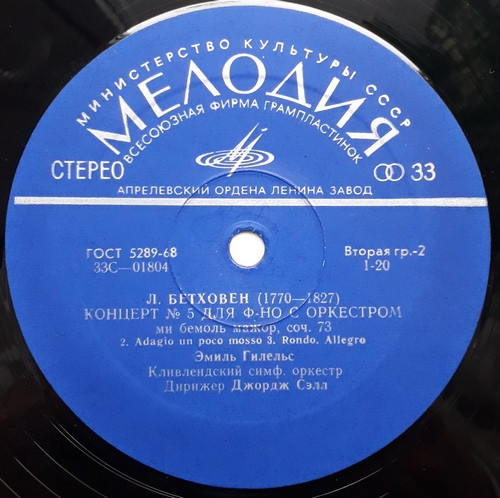 МИНИСТЕРСТВО КУЛЬТУРЫ СССР
МЕЛОДИЯ
ВСЕСОЮЗНАЯ ФИРМА ГРАМПЛАСТИНОК
СТЕРЕО 33
АПРЕЛЕВСКИЙ ОРДЕНА ЛЕНИНА ЗАВОД
ГОСТ 5289-68 Вторая гр.-2
33С—01804 1-20
Л. БЕТХОВЕН (1770—1827)
КОНЦЕРТ № 5 ДЛЯ Ф-НО С ОРКЕСТРОМ
ми бемоль мажор, соч. 73
2. Adagio un poco mosso 3. Rondo. Allegro
Эмиль Гилельс
Кливлендский симф. оркестр
Дирижер Джордж Сэлл